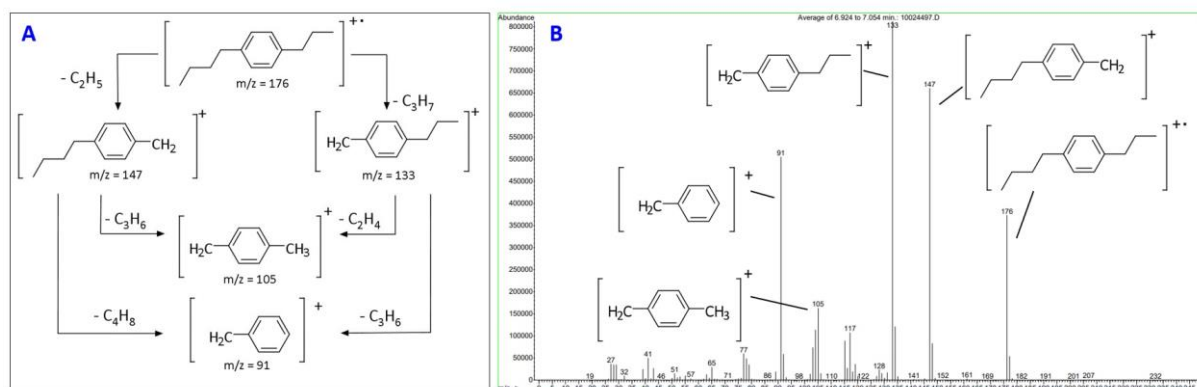 A
+•
m/z = 176
- C2H5
- C3H7
+
CH2
m/z = 147
+
H2C
m/z = 133
- C3H6
- C2H4
+
H2C
CH3
m/z = 105
- C4H8
- C3H6
+
H2C
m/z = 91
Abundance
Average of 6.924 to 7.054 min.: 10024497.D
B
800000
750000
700000
650000
600000
550000
500000
450000
400000
350000
300000
250000
200000
150000
100000
50000
0
133
147
91
176
105
117
77
27
41
65
128
51
19
32
46
57
71
86
98
110
122
141
152
161
169
182
191
201
207
232
+
H2C
+
CH2
+•
+
H2C
+
H2C
CH3